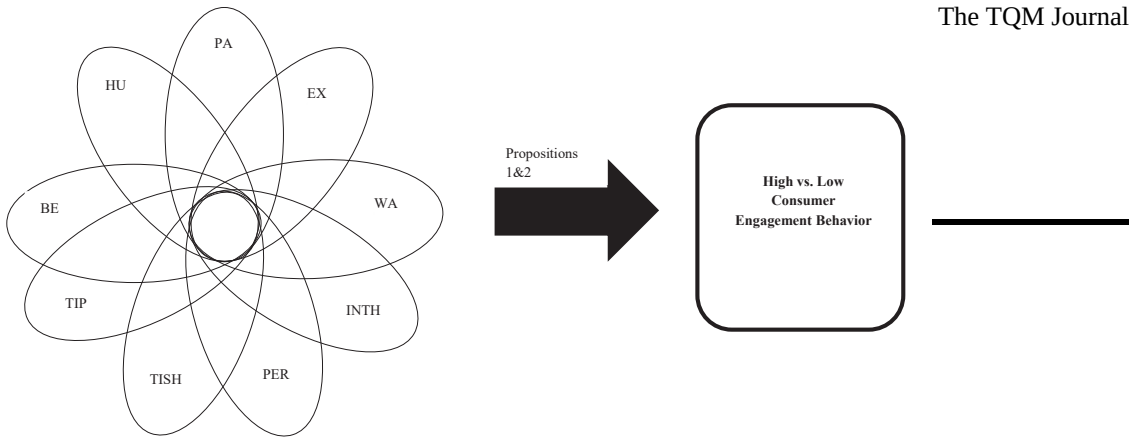 The TQM Journal
PA
HU
EX
Propositions
1&2
High vs. Low
Consumer
Engagement Behavior
BE
WA
TIP
INTH
TISH
PER